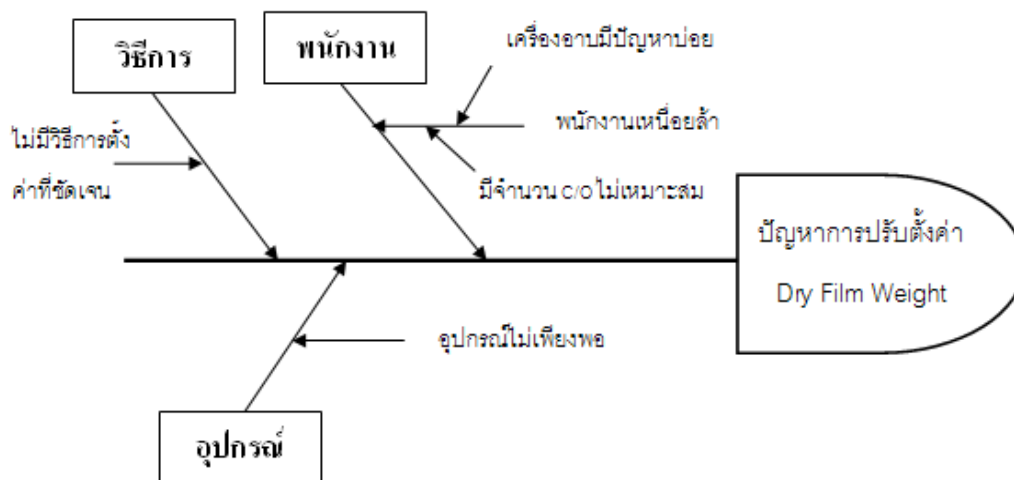 วิธีการ
พนักงาน
เครื่องอาบมีปัญหาบ่อย
ไม่มีวิธีการตั้ง
ค่าที่ชัดเจน
พนักงานเหนื่อยล้า
มีจำนวน C/O ไม่เหมาะสม
ปัญหาการปรับตั้งค่า
Dry Film Weight
อุปกรณ์ไม่เพียงพอ
อุปกรณ์